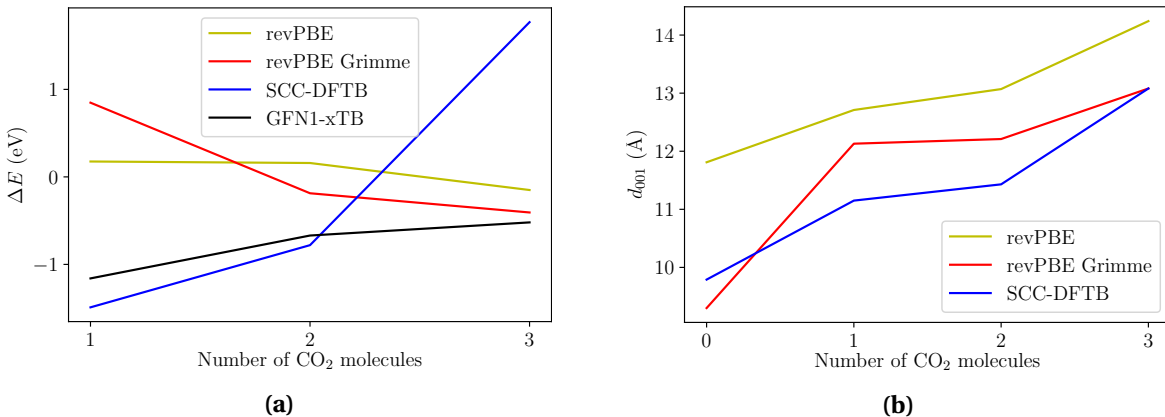 revPBE
revPBE Grimme
SCC-DFTB
GFN1-xTB
1
0
−1
ΔE (eV)
1
2
3
Number of CO₂ molecules
(a)
14
13
12
11
10
d₀₀₁ (A)
revPBE
revPBE Grimme
SCC-DFTB
0
1
2
3
Number of CO₂ molecules
(b)